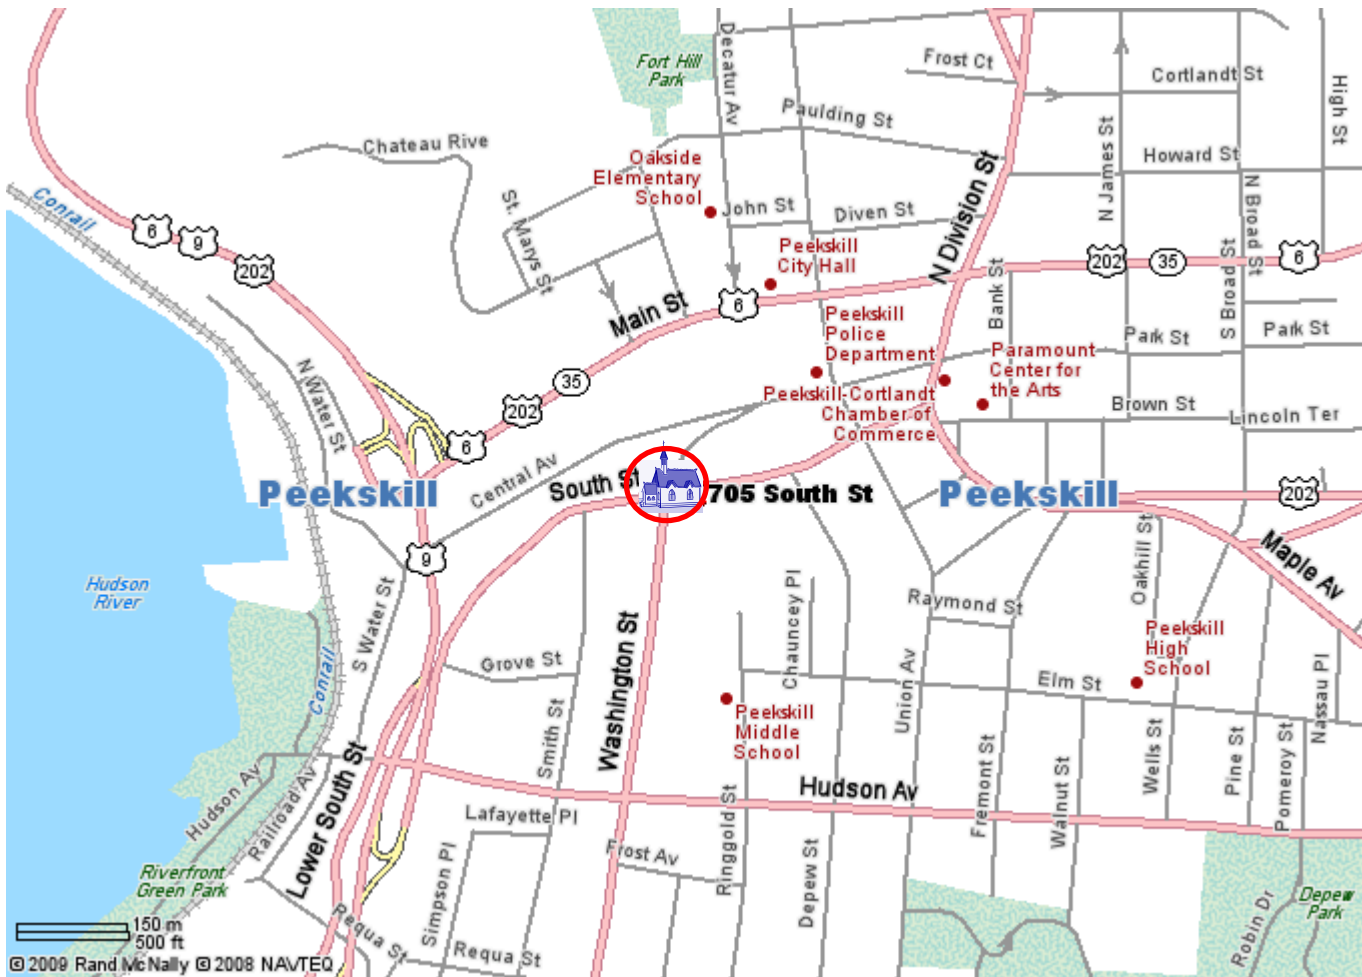 Fort Hill
Park
Decatur Av
Frost Ct
Cortlandt St
High St
Paulding St
Chateau Rive
Oakside
Elementary
School
N James St
Howard St
N Division St
St. Marys St
John St
Diven St
N Broad St
Conrail
6
9
202
Peekskill
City Hall
202
35
6
Bank St
S Broad St
Main St
6
Peekskill
Police
Department
Park St
Park St
Paramount
Center for
the Arts
N Water St
35
202
6
Peekskill-Cortlandt
Chamber of
Commerce
Brown St
Lincoln Ter
Central Av
South St
705 South St
Peekskill
Peekskill
202
9
Maple Av
Oakhill St
Hudson
River
S Water St
Chauncey Pl
Raymond St
Peekskill
High
School
Conrail
Grove St
Washington St
Union Av
Elm St
Nassau Pl
Smith St
Peekskill
Middle
School
Fremont St
Walnut St
Wells St
Pine St
Pomeroy St
Hudson Av
Hudson Av
Railroad Av
Lower South St
Lafayette Pl
Ringgold St
Depew St
Frost Av
Simpson Pl
Riverfront
Green Park
Requa St
Requa St
Robin Dr
Depew
Park
150 m
500 ft
© 2009 Rand McNally © 2008 NAVTEQ